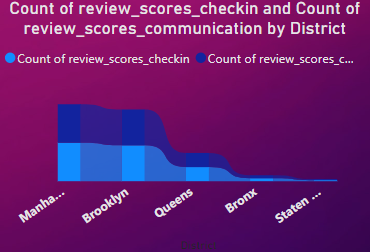 Count of review_scores_checkin and Count of
review_scores_communication by District
Count of review_scores_checkin Count of review_scores_c...
Manha... Brooklyn Queens Bronx Staten ...